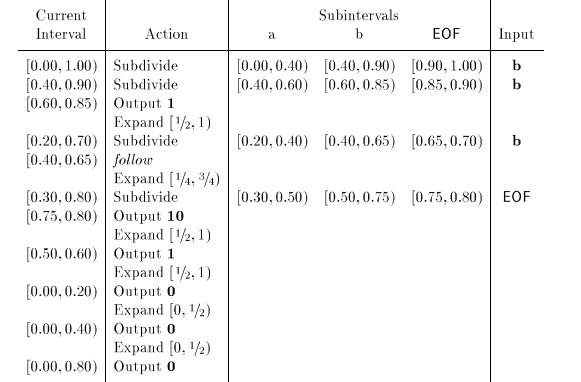 Current Subintervals
Interval Action a b EOF Input
[0.00, 1.00) Subdivide [0.00, 0.40) [0.40, 0.90) [0.90, 1.00) b
[0.40, 0.90) Subdivide [0.40, 0.60) [0.60, 0.85) [0.85, 0.90) b
[0.60, 0.85) Output 1
Expand [1/2, 1)
[0.20, 0.70) Subdivide [0.20, 0.40) [0.40, 0.65) [0.65, 0.70) b
[0.40, 0.65) follow
Expand [1/4, 3/4)
[0.30, 0.80) Subdivide [0.30, 0.50) [0.50, 0.75) [0.75, 0.80) EOF
[0.75, 0.80) Output 10
Expand [1/2, 1)
[0.50, 0.60) Output 1
Expand [1/2, 1)
[0.00, 0.20) Output 0
Expand [0, 1/2)
[0.00, 0.40) Output 0
Expand [0, 1/2)
[0.00, 0.80) Output 0